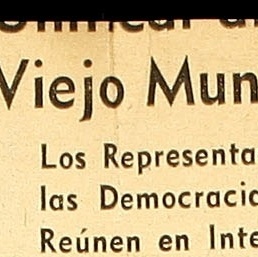 Viejo Mun
Los Representa
las Democracia
Reúnen en Inte